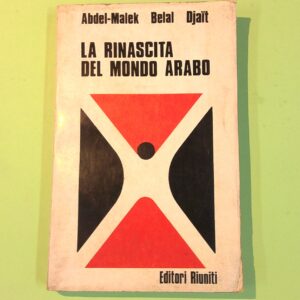 Abdel-Malek Belal Djaït
LA RINASCITA
DEL MONDO ARABO
Editori Riuniti